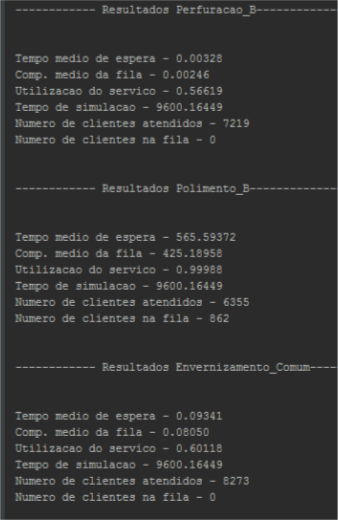 ------------ Resultados Perfuracao_B-------------
Tempo medio de espera - 0.00328
Comp. medio da fila - 0.00246
Utilizacao do servico - 0.56619
Tempo de simulacao - 9600.16449
Numero de clientes atendidos - 7219
Numero de clientes na fila - 0
------------ Resultados Polimento_B-------------
Tempo medio de espera - 565.59372
Comp. medio da fila - 425.18958
Utilizacao do servico - 0.99988
Tempo de simulacao - 9600.16449
Numero de clientes atendidos - 6355
Numero de clientes na fila - 862
------------ Resultados Envernizamento_Comum----
Tempo medio de espera - 0.09341
Comp. medio da fila - 0.08050
Utilizacao do servico - 0.60118
Tempo de simulacao - 9600.16449
Numero de clientes atendidos - 8273
Numero de clientes na fila - 0